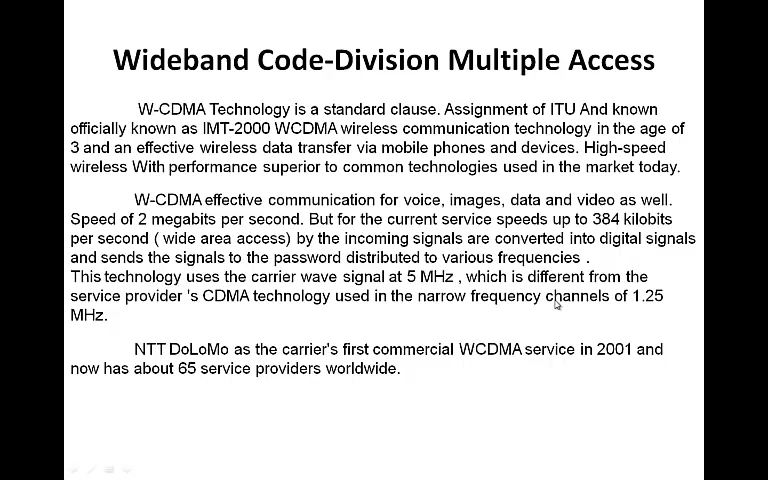 Wideband Code-Division Multiple Access
W-CDMA Technology is a standard clause. Assignment of ITU And known
officially known as IMT-2000 WCDMA wireless communication technology in the age of
3 and an effective wireless data transfer via mobile phones and devices. High-speed
wireless With performance superior to common technologies used in the market today.
W-CDMA effective communication for voice, images, data and video as well.
Speed of 2 megabits per second. But for the current service speeds up to 384 kilobits
per second ( wide area access) by the incoming signals are converted into digital signals
and sends the signals to the password distributed to various frequencies .
This technology uses the carrier wave signal at 5 MHz , which is different from the
service provider 's CDMA technology used in the narrow frequency channels of 1.25
MHz.
NTT DoLoMo as the carrier's first commercial WCDMA service in 2001 and
now has about 65 service providers worldwide.